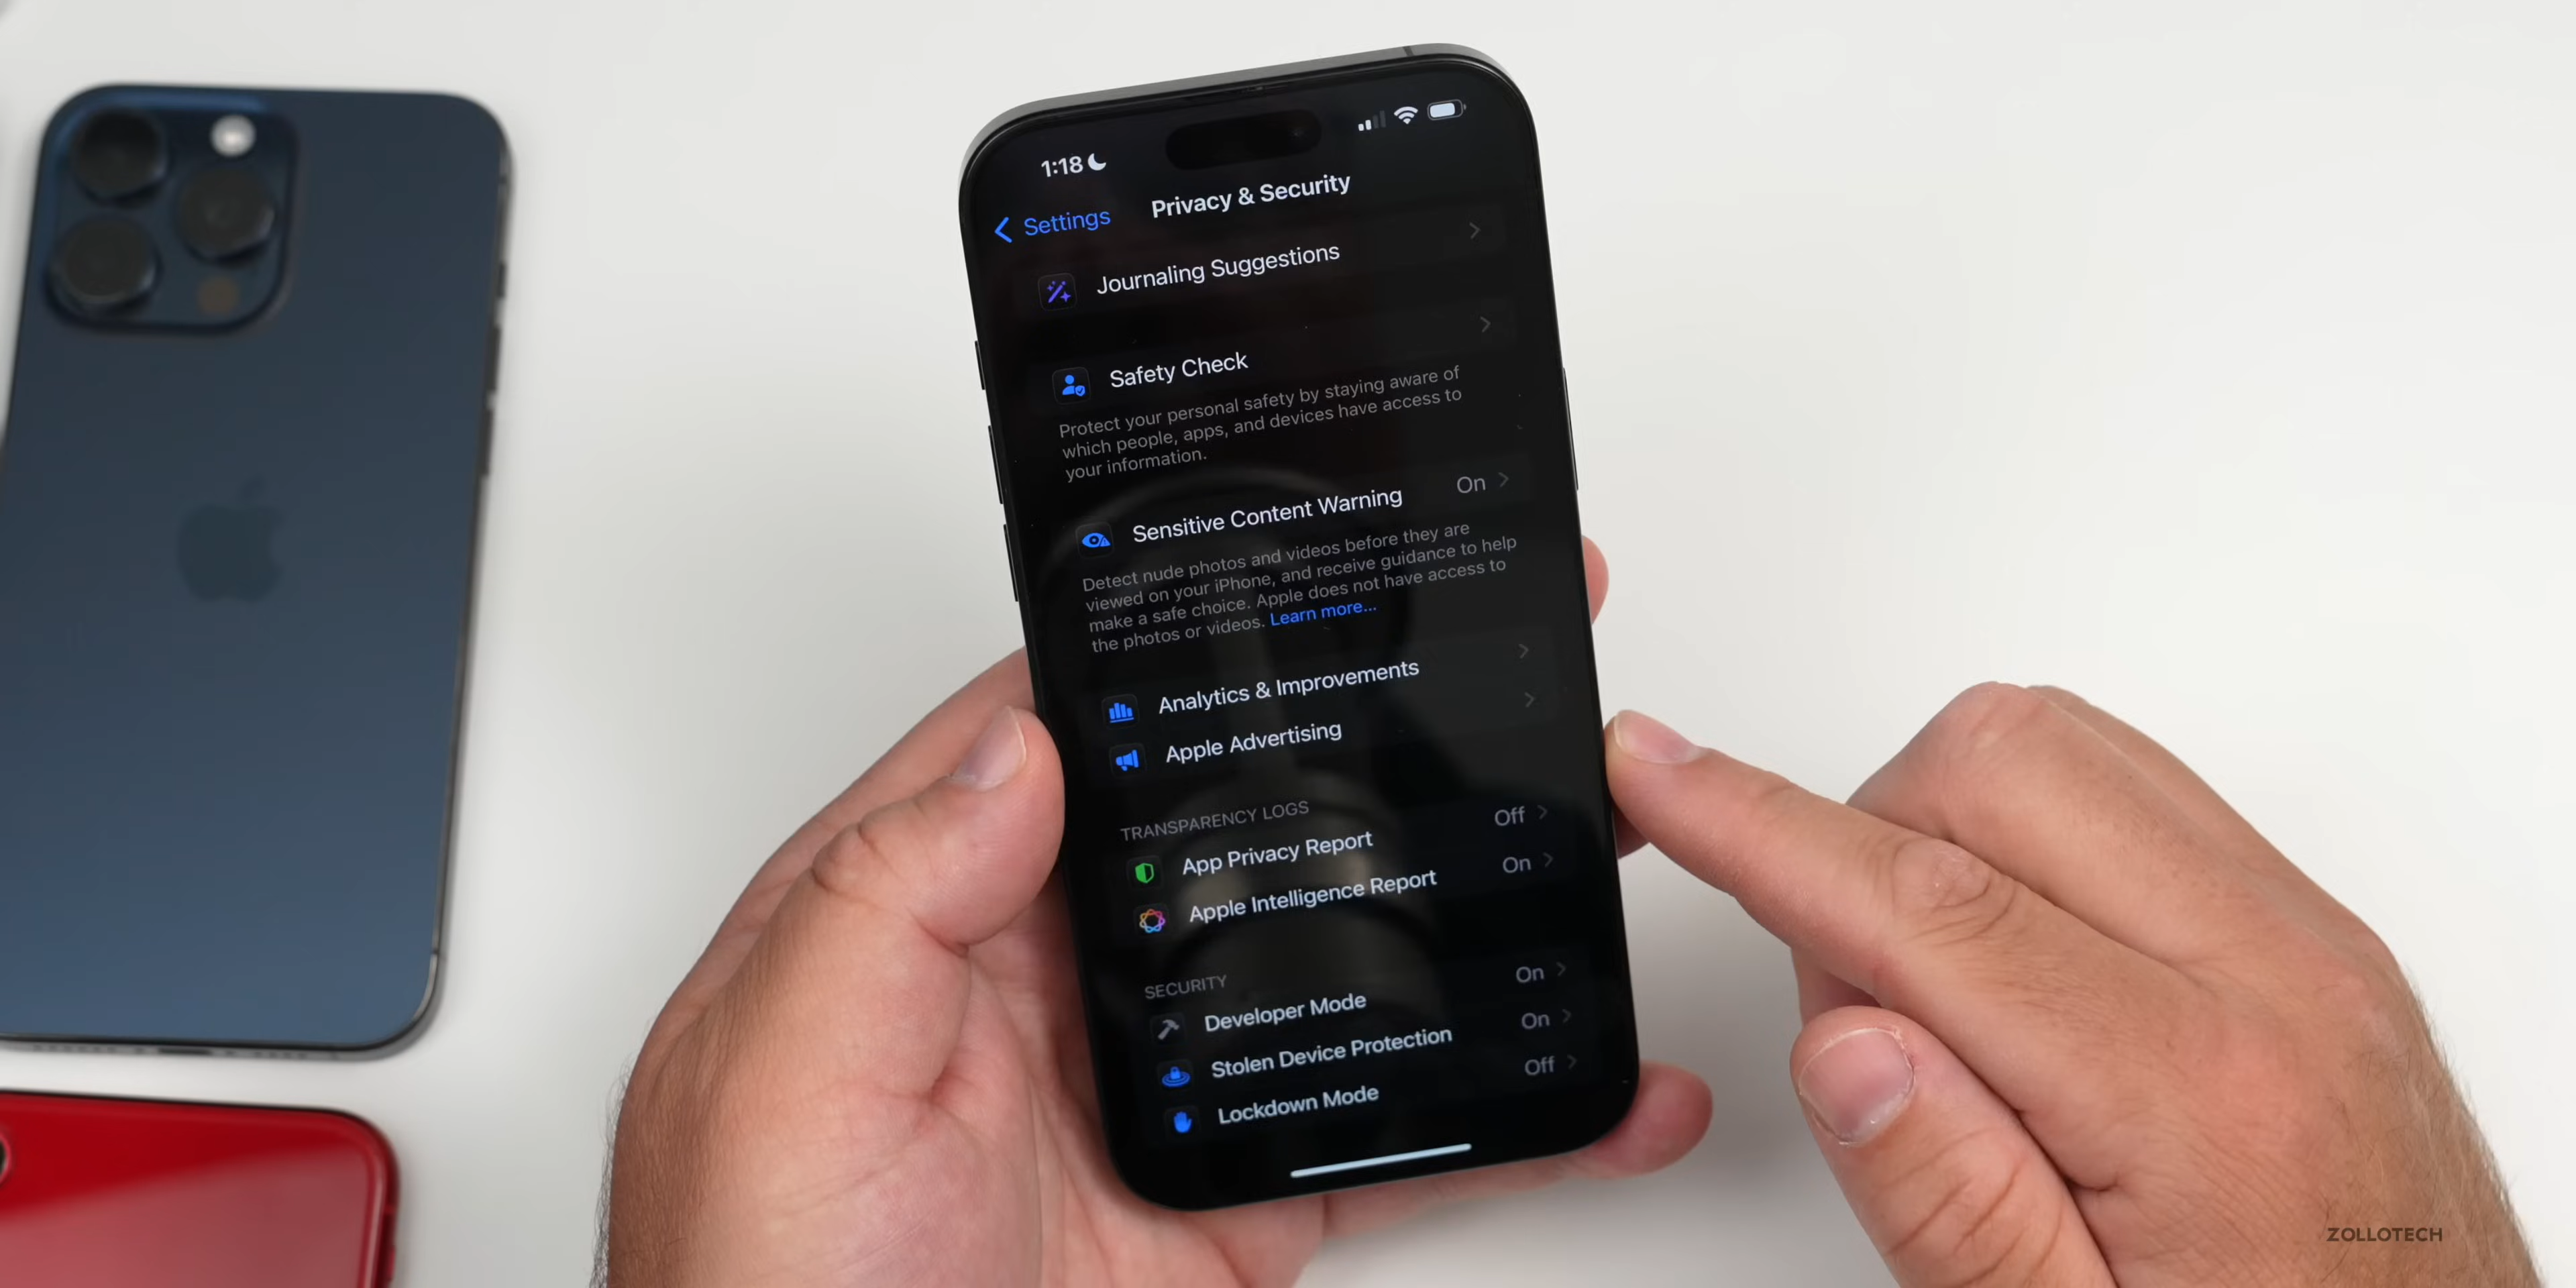 1:18
Settings
Privacy & Security
Journaling Suggestions
Safety Check
Protect your personal safety by staying aware of
which people, apps, and devices have access to
your information.
Sensitive Content Warning On
Detect nude photos and videos before they are
viewed on your iPhone, and receive guidance to help
make a safe choice. Apple does not have access to
the photos or videos. Learn more...
Analytics & Improvements
Apple Advertising
TRANSPARENCY LOGS
App Privacy Report Off
Apple Intelligence Report On
SECURITY
Developer Mode On
Stolen Device Protection On
Lockdown Mode Off
ZOLLOTECH